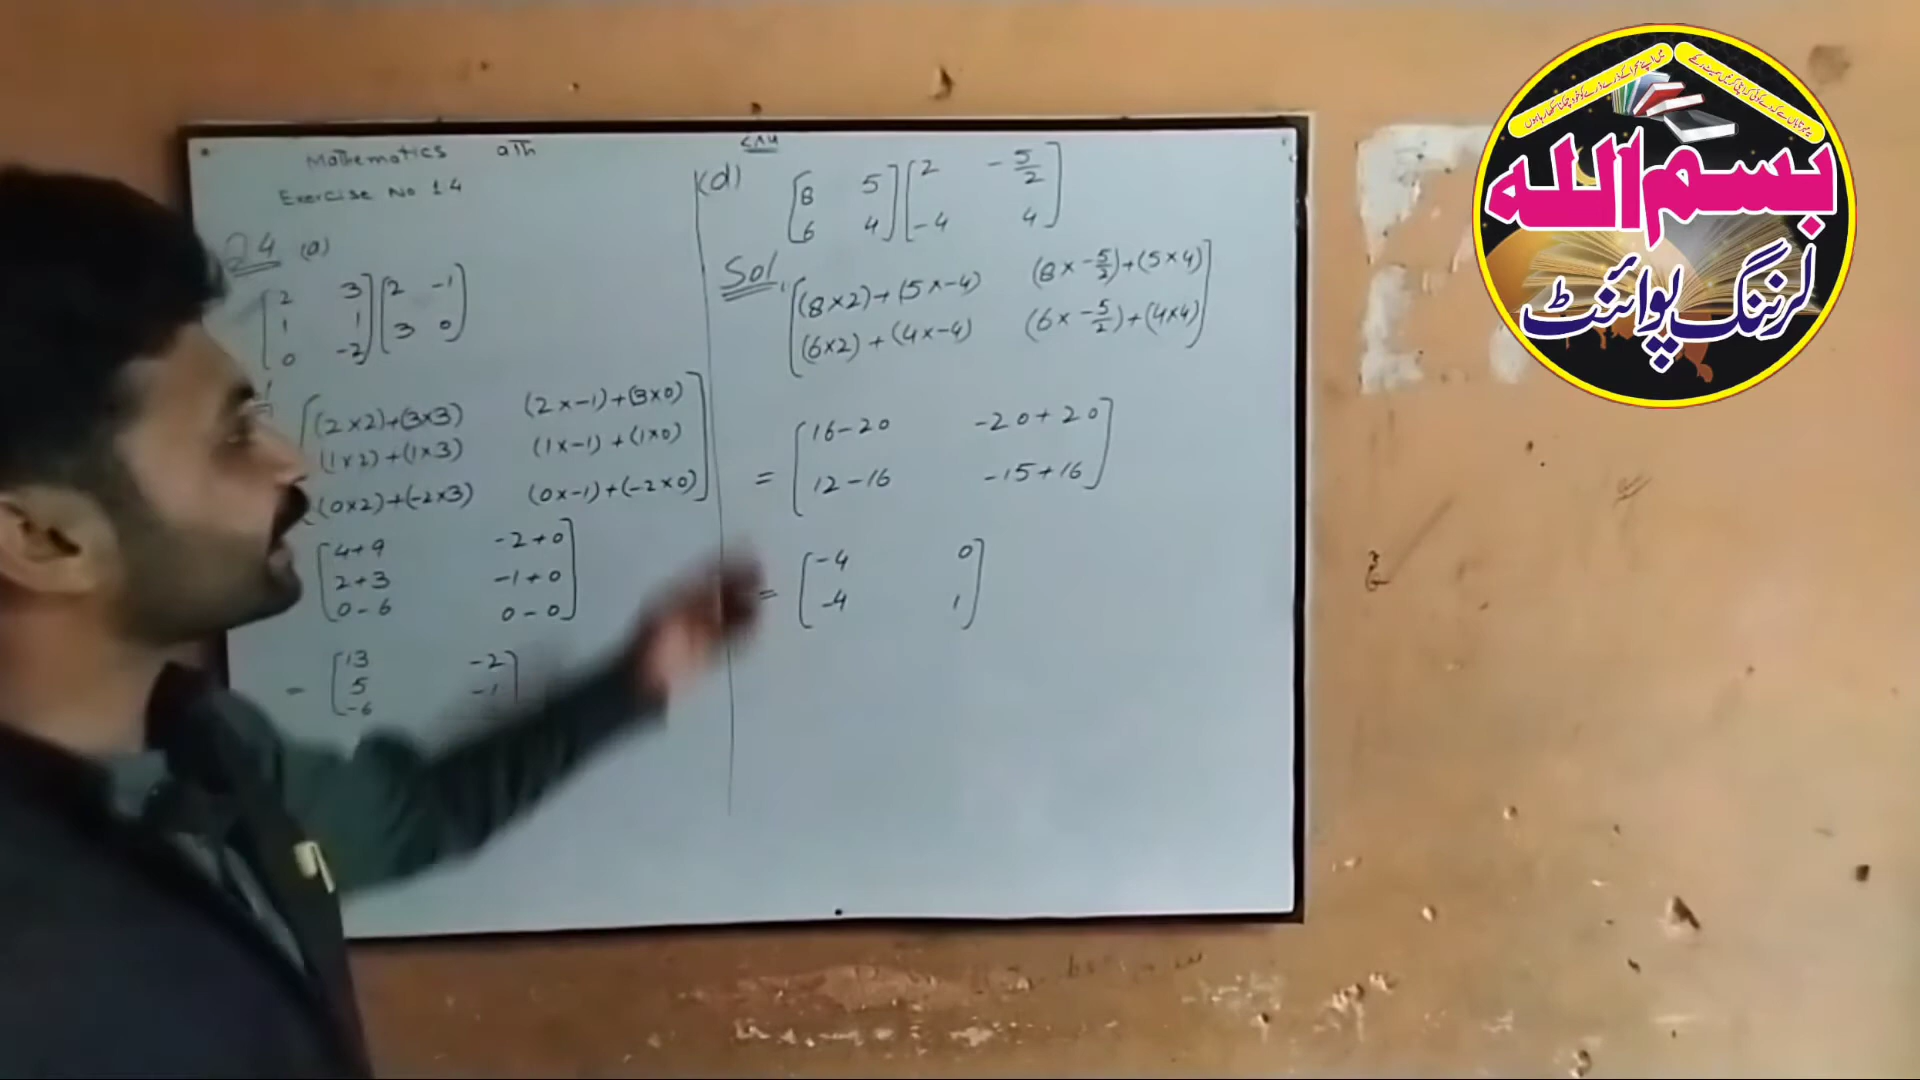 Mathematics 9Th
Exercise No 1.4
Q4 (a)
[2 3] [2 -1]
[1 1] [3 0]
[0 -2]
[(2×2)+(3×3) (2×-1)+(3×0)]
[(1×2)+(1×3) (1×-1)+(1×0)]
[(0×2)+(-2×3) (0×-1)+(-2×0)]
[4+9 -2+0]
[2+3 -1+0]
[0-6 0-0]
= [13 -2]
[5 -1]
[-6
(d) [8 5] [2 -5/2]
[6 4] [-4 4]
Sol,
[(8×2)+(5×-4) (8×-5/2)+(5×4)]
[(6×2)+(4×-4) (6×-5/2)+(4×4)]
= [16-20 -20+20]
[12-16 -15+16]
= [-4 0]
[-4 1]
بسم الله
لرننگ پوائنٹ